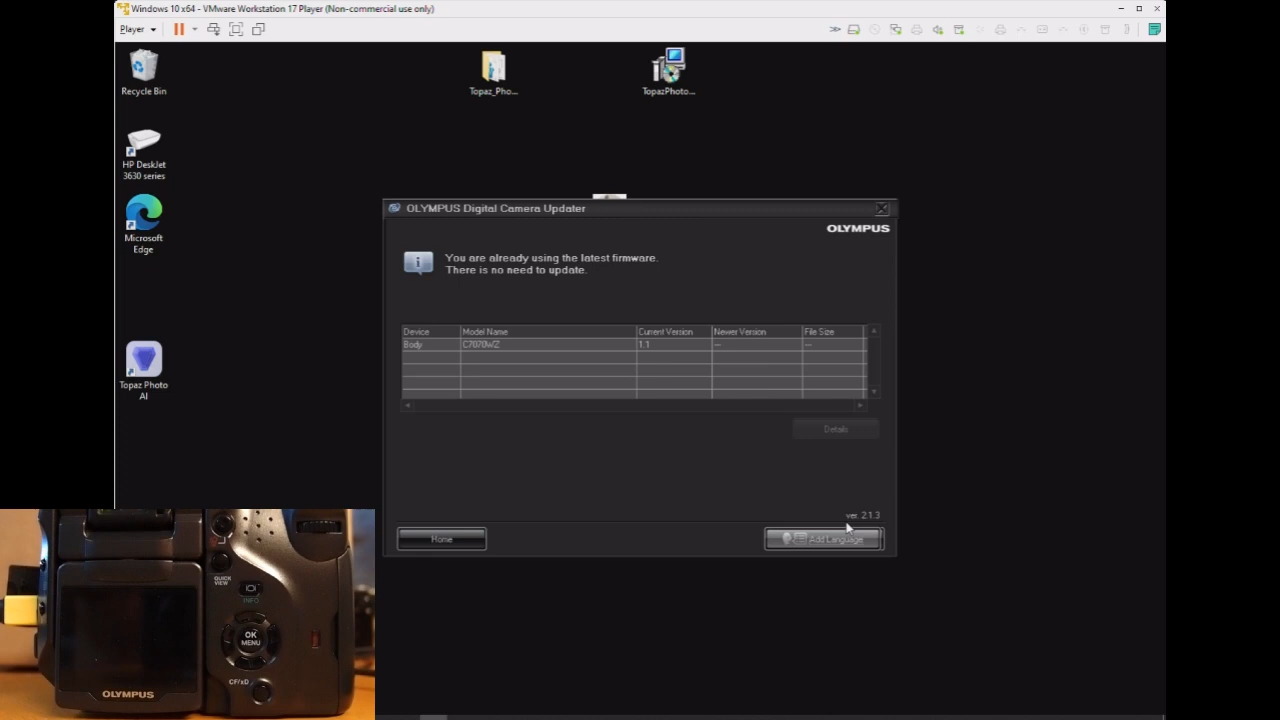 Windows 10 x64 - VMware Workstation 17 Player (Non-commercial use only)
Player
Recycle Bin
Topaz_Pho...
TopazPhoto...
HP DeskJet
3630 series
Microsoft
Edge
Topaz Photo
AI
OLYMPUS Digital Camera Updater
OLYMPUS
You are already using the latest firmware.
There is no need to update.
Device Model Name Current Version Newer Version File Size
Body C7070WZ 1.1 --- ---
Details
ver. 2.1.3
Home
Add Language
QUICK
VIEW
INFO
OK
MENU
CF/xD
OLYMPUS